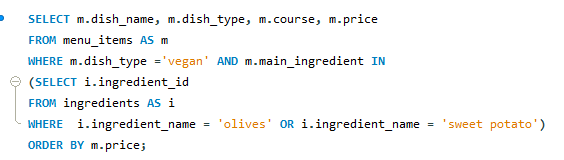 SELECT m.dish_name, m.dish_type, m.course, m.price
FROM menu_items AS m
WHERE m.dish_type ='vegan' AND m.main_ingredient IN
(SELECT i.ingredient_id
FROM ingredients AS i
WHERE  i.ingredient_name = 'olives' OR i.ingredient_name = 'sweet potato')
ORDER BY m.price;